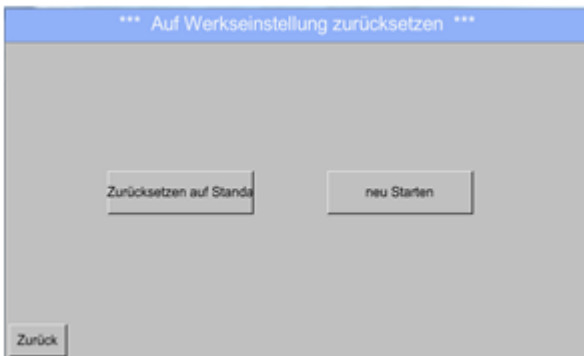 *** Auf Werkseinstellung zurücksetzen ***
Zurücksetzen auf Standa
neu Starten
Zurück